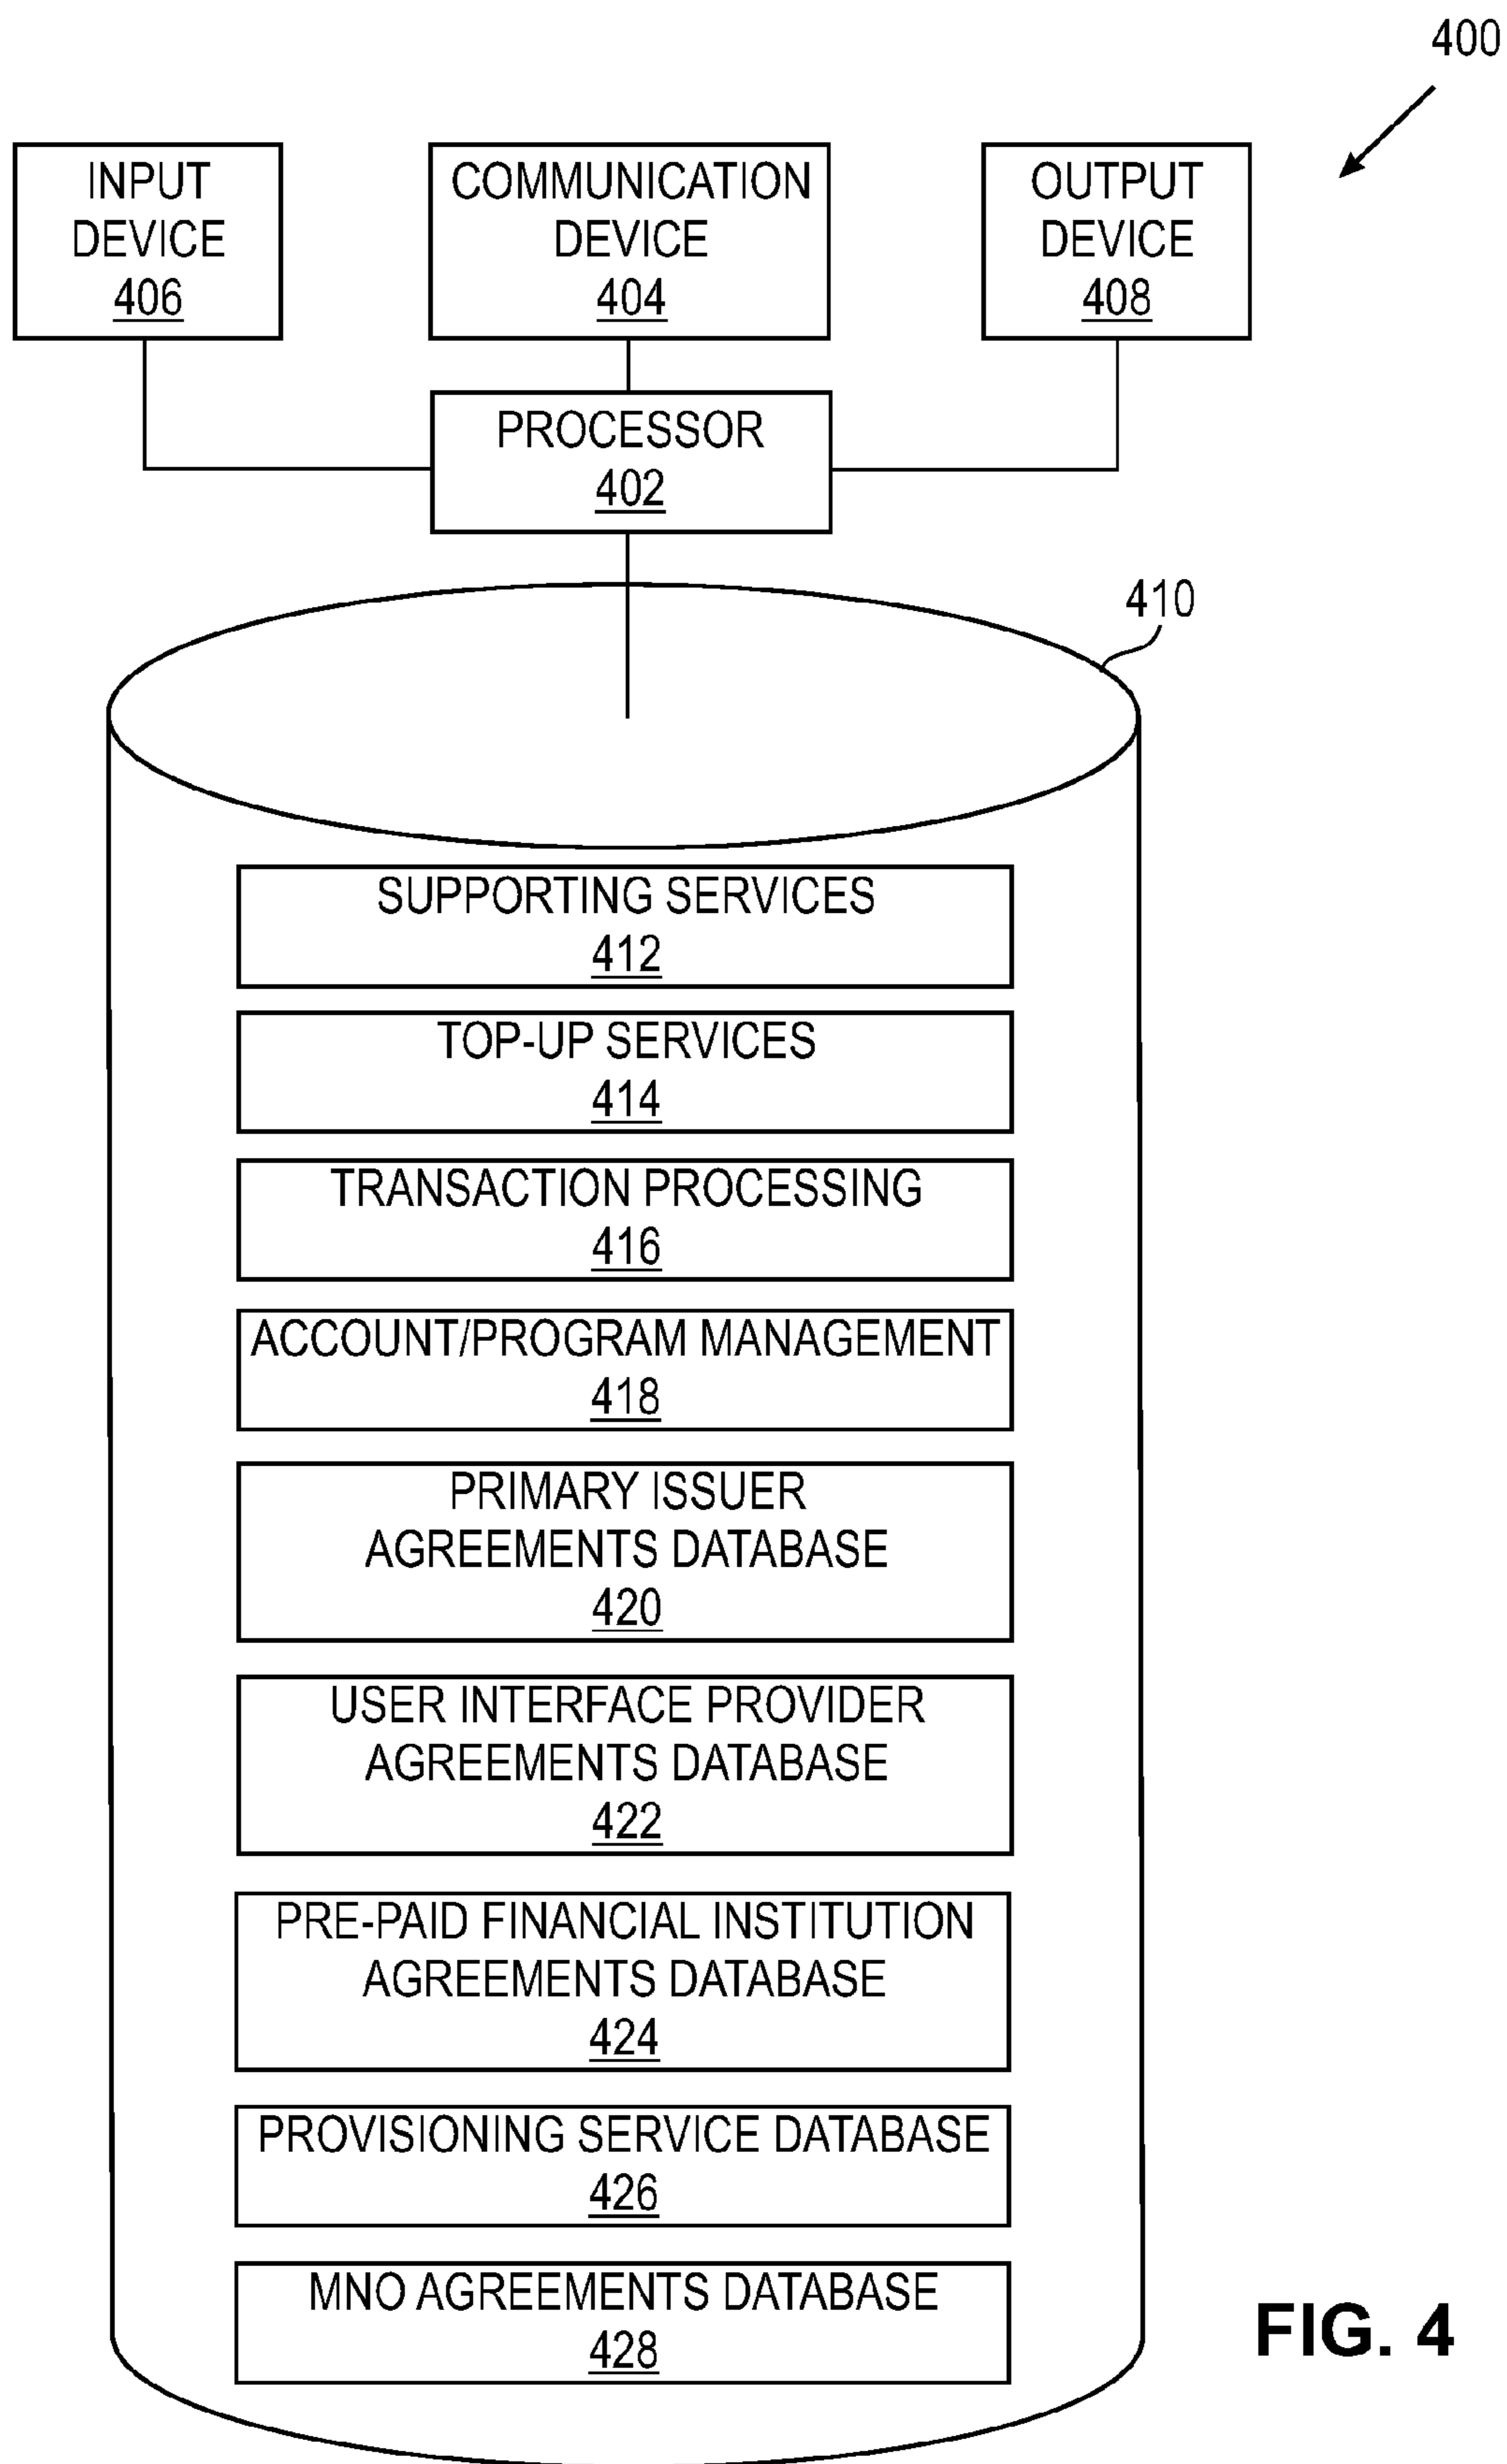 400
INPUT
DEVICE
406
COMMUNICATION
DEVICE
404
OUTPUT
DEVICE
408
PROCESSOR
402
410
SUPPORTING SERVICES
412
TOP-UP SERVICES
414
TRANSACTION PROCESSING
416
ACCOUNT/PROGRAM MANAGEMENT
418
PRIMARY ISSUER
AGREEMENTS DATABASE
420
USER INTERFACE PROVIDER
AGREEMENTS DATABASE
422
PRE-PAID FINANCIAL INSTITUTION
AGREEMENTS DATABASE
424
PROVISIONING SERVICE DATABASE
426
MNO AGREEMENTS DATABASE
428
FIG. 4